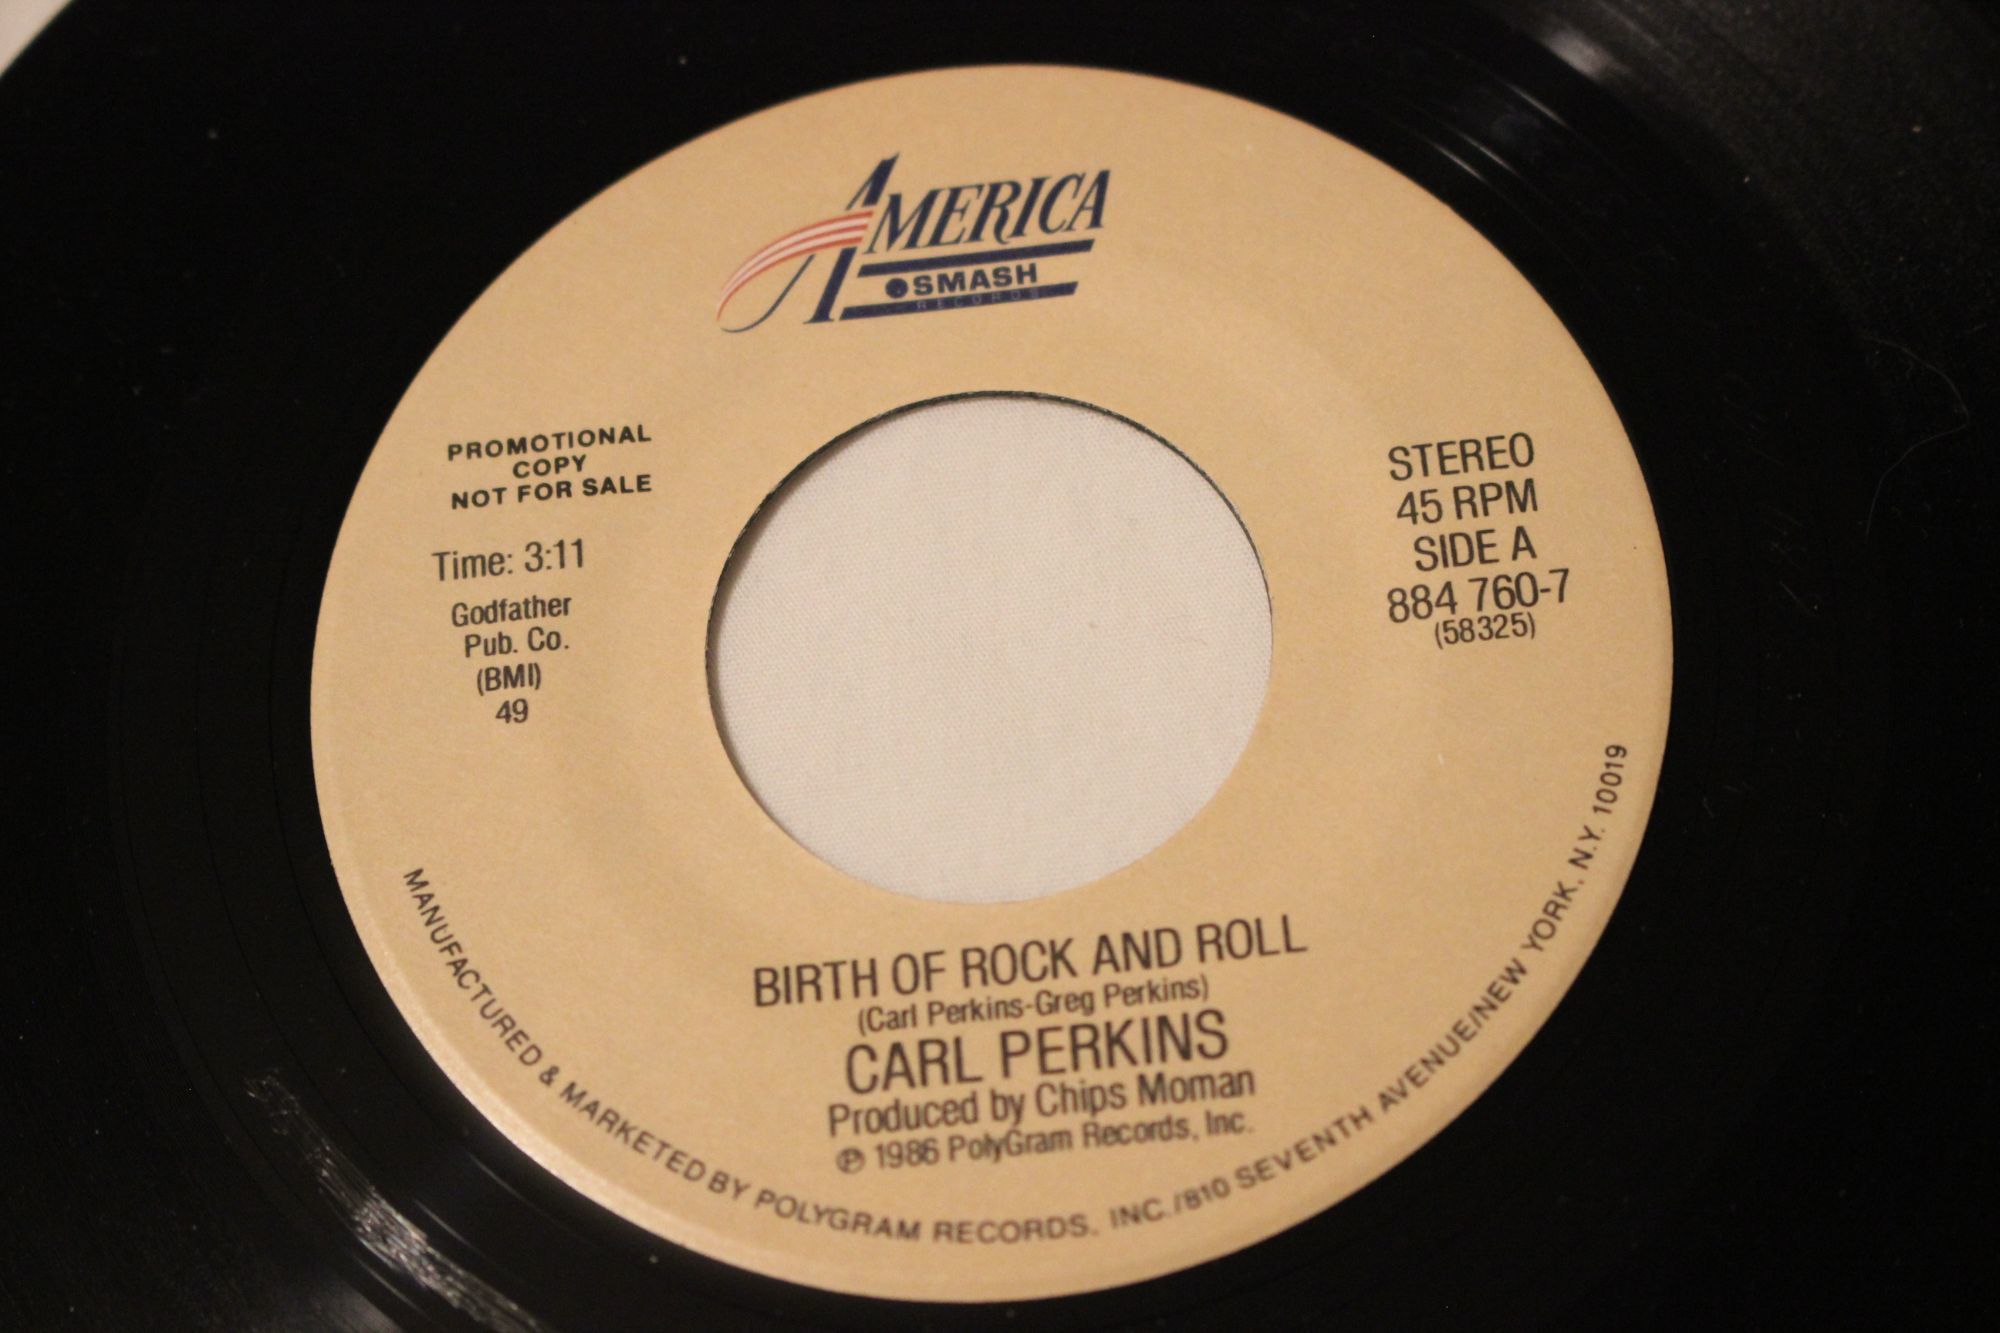 AMERICA
SMASH
RECORDS
PROMOTIONAL
COPY
NOT FOR SALE
Time: 3:11
Godfather
Pub. Co.
(BMI)
49
STEREO
45 RPM
SIDE A
884 760-7
(58325)
BIRTH OF ROCK AND ROLL
(Carl Perkins-Greg Perkins)
CARL PERKINS
Produced by Chips Moman
℗ 1986 PolyGram Records, Inc.
MANUFACTURED & MARKETED BY POLYGRAM RECORDS, INC./810 SEVENTH AVENUE/NEW YORK, N.Y. 10019